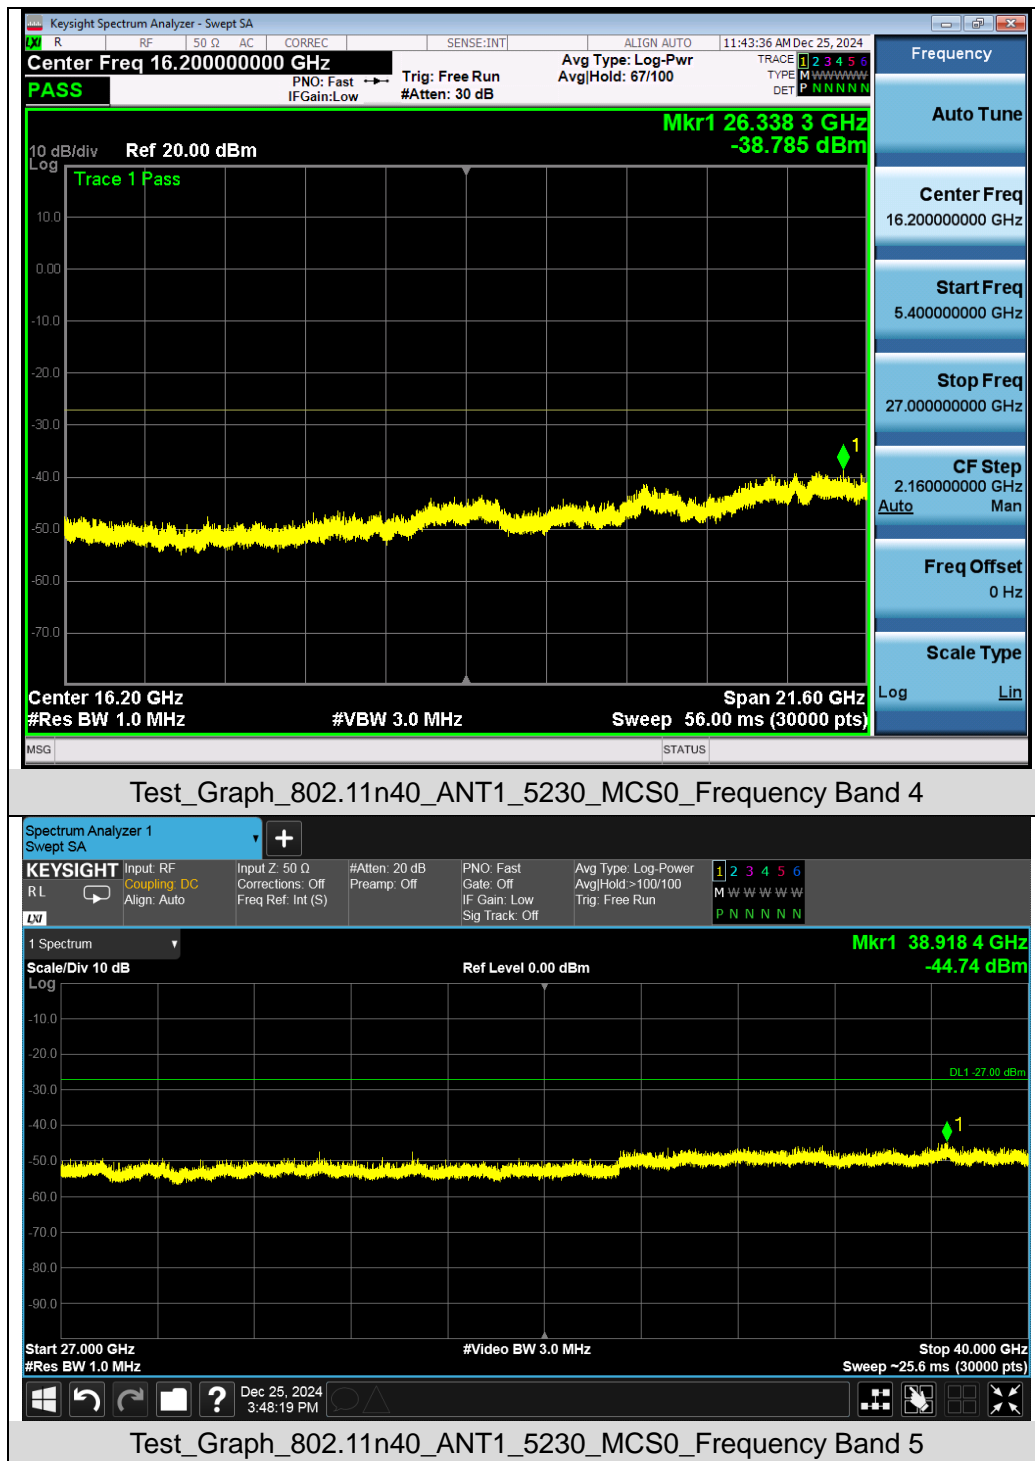 Keysight Spectrum Analyzer - Swept SA
LXI R RF 50 Ω AC CORREC SENSE:INT ALIGN AUTO 11:43:36 AM Dec 25, 2024
Center Freq 16.200000000 GHz
PASS
PNO: Fast
IFGain:Low
Trig: Free Run
#Atten: 30 dB
Avg Type: Log-Pwr
Avg|Hold: 67/100
TRACE 1 2 3 4 5 6
TYPE M W W W W W
DET P N N N N N
Mkr1 26.338 3 GHz
-38.785 dBm
10 dB/div Ref 20.00 dBm
Log
Trace 1 Pass
10.0
0.00
-10.0
-20.0
-30.0
-40.0
-50.0
-60.0
-70.0
1
Center 16.20 GHz Span 21.60 GHz
#Res BW 1.0 MHz #VBW 3.0 MHz Sweep 56.00 ms (30000 pts)
MSG STATUS
Frequency
Auto Tune
Center Freq
16.200000000 GHz
Start Freq
5.400000000 GHz
Stop Freq
27.000000000 GHz
CF Step
2.160000000 GHz
Auto Man
Freq Offset
0 Hz
Scale Type
Log Lin
Test_Graph_802.11n40_ANT1_5230_MCS0_Frequency Band 4
Spectrum Analyzer 1
Swept SA
+
KEYSIGHT
R L
LXI
Input: RF
Coupling: DC
Align: Auto
Input Z: 50 Ω
Corrections: Off
Freq Ref: Int (S)
#Atten: 20 dB
Preamp: Off
PNO: Fast
Gate: Off
IF Gain: Low
Sig Track: Off
Avg Type: Log-Power
Avg|Hold:>100/100
Trig: Free Run
1 2 3 4 5 6
M W W W W W
P N N N N N
1 Spectrum
Mkr1 38.918 4 GHz
-44.74 dBm
Scale/Div 10 dB Ref Level 0.00 dBm
Log
-10.0
-20.0
DL1 -27.00 dBm
-30.0
-40.0
1
-50.0
-60.0
-70.0
-80.0
-90.0
Start 27.000 GHz #Video BW 3.0 MHz Stop 40.000 GHz
#Res BW 1.0 MHz Sweep ~25.6 ms (30000 pts)
?
Dec 25, 2024
3:48:19 PM
Test_Graph_802.11n40_ANT1_5230_MCS0_Frequency Band 5